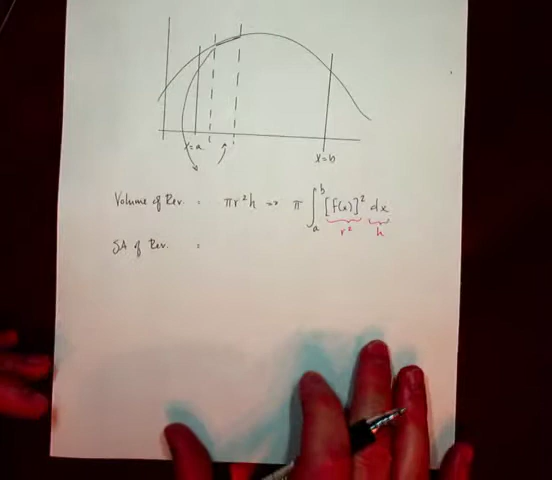 x=a
x=b
Volume of Rev. = πr²h ⇒ π ∫ₐᵇ [f(x)]² dx
r² h
SA of Rev. =